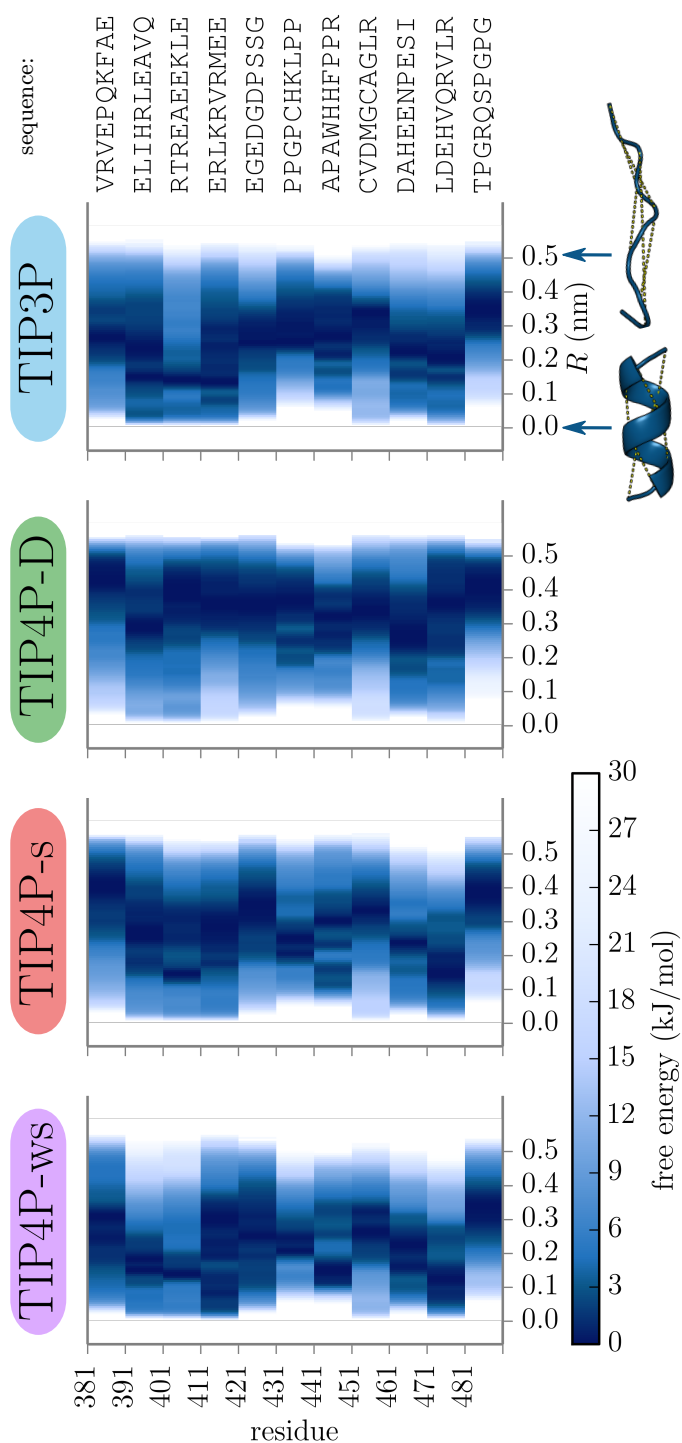 sequence:
VRVEPQKFAE
ELIHRLEAVQ
RTREAEEKLE
ERLKRVRMEE
EGEDGDPSSG
PPGPCHKLPP
APAWHHFPPR
CVDMGCAGLR
DAHEENPESI
LDEHVQRVLR
TPGRQSPGPG
TIP3P
0.5
0.4
0.3
0.2
0.1
0.0
R (nm)
TIP4P-D
0.5
0.4
0.3
0.2
0.1
0.0
TIP4P-s
0.5
0.4
0.3
0.2
0.1
0.0
30
27
24
21
18
15
12
9
6
3
0
free energy (kJ/mol)
TIP4P-ws
0.5
0.4
0.3
0.2
0.1
0.0
381
391
401
411
421
431
441
451
461
471
481
residue